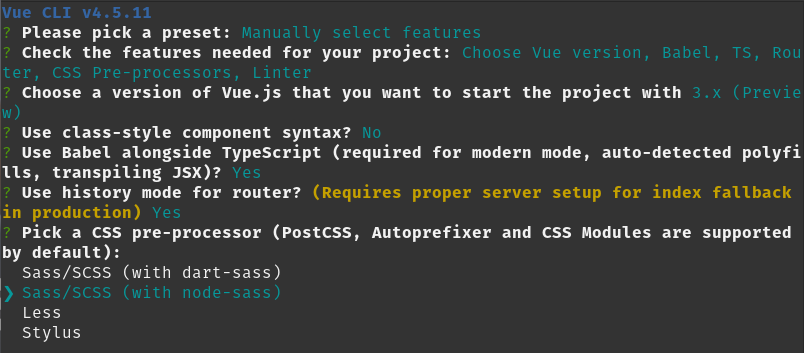 Vue CLI v4.5.11
? Please pick a preset: Manually select features
? Check the features needed for your project: Choose Vue version, Babel, TS, Rou
ter, CSS Pre-processors, Linter
? Choose a version of Vue.js that you want to start the project with 3.x (Previe
w)
? Use class-style component syntax? No
? Use Babel alongside TypeScript (required for modern mode, auto-detected polyfi
lls, transpiling JSX)? Yes
? Use history mode for router? (Requires proper server setup for index fallback
in production) Yes
? Pick a CSS pre-processor (PostCSS, Autoprefixer and CSS Modules are supported
by default):
Sass/SCSS (with dart-sass)
❯ Sass/SCSS (with node-sass)
Less
Stylus